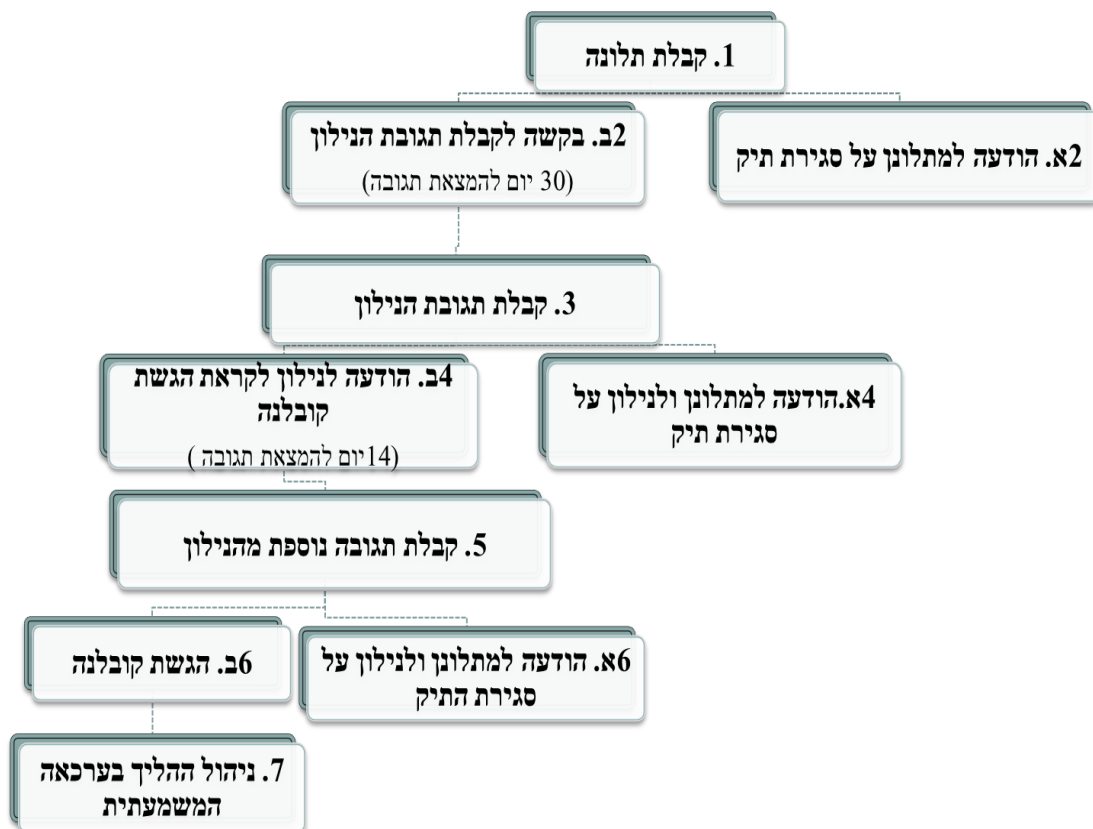 1. קבלת תלונה
2א. הודעה למתלונן על סגירת תיק
2ב. בקשה לקבלת תגובת הנילון
(30 יום להמצאת תגובה)
3. קבלת תגובת הנילון
4א.הודעה למתלונן ולנילון על
סגירת תיק
4ב. הודעה לנילון לקראת הגשת
קובלנה
(14יום להמצאת תגובה )
5. קבלת תגובה נוספת מהנילון
6א. הודעה למתלונן ולנילון על
סגירת התיק
6ב. הגשת קובלנה
7. ניהול ההליך בערכאה
המשמעתית